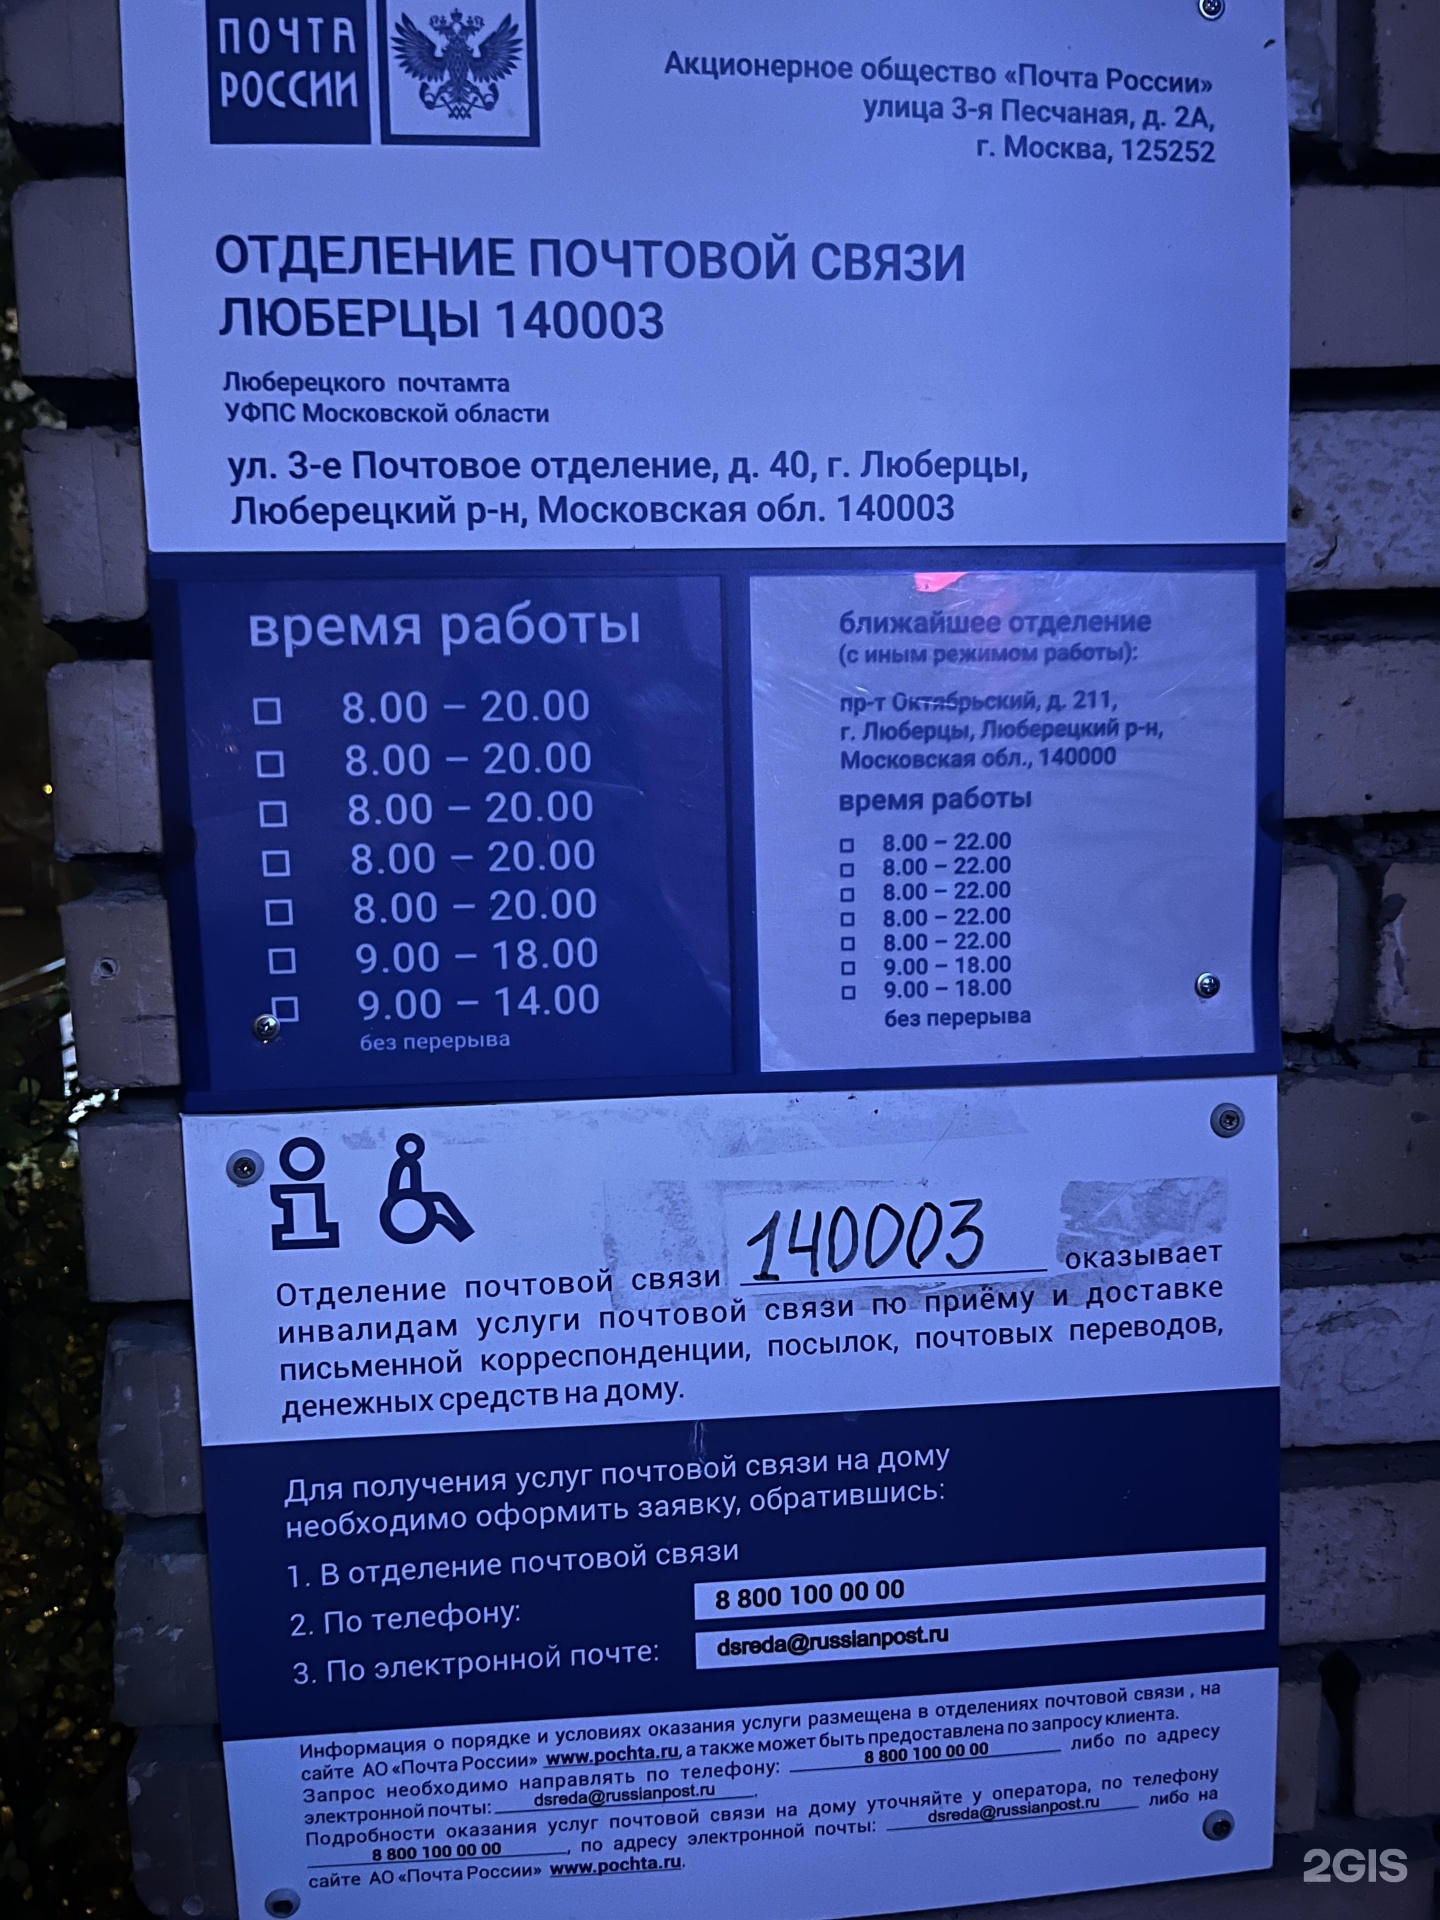 ПОЧТА
РОССИИ
Акционерное общество «Почта России»
улица 3-я Песчаная, д. 2А,
г. Москва, 125252
ОТДЕЛЕНИЕ ПОЧТОВОЙ СВЯЗИ
ЛЮБЕРЦЫ 140003
Люберецкого почтамта
УФПС Московской области
ул. 3-е Почтовое отделение, д. 40, г. Люберцы,
Люберецкий р-н, Московская обл. 140003
время работы
8.00 – 20.00
8.00 – 20.00
8.00 – 20.00
8.00 – 20.00
8.00 – 20.00
9.00 – 18.00
9.00 – 14.00
без перерыва
ближайшее отделение
(с иным режимом работы):
пр-т Октябрьский, д. 211,
г. Люберцы, Люберецкий р-н,
Московская обл., 140000
время работы
8.00 – 22.00
8.00 – 22.00
8.00 – 22.00
8.00 – 22.00
8.00 – 22.00
9.00 – 18.00
9.00 – 18.00
без перерыва
Отделение почтовой связи 140003 оказывает
инвалидам услуги почтовой связи по приёму и доставке
письменной корреспонденции, посылок, почтовых переводов,
денежных средств на дому.
Для получения услуг почтовой связи на дому
необходимо оформить заявку, обратившись:
1. В отделение почтовой связи
2. По телефону: 8 800 100 00 00
3. По электронной почте: dsreda@russianpost.ru
Информация о порядке и условиях оказания услуги размещена в отделениях почтовой связи , на
сайте АО «Почта России» www.pochta.ru, а также может быть предоставлена по запросу клиента.
Запрос необходимо направлять по телефону: 8 800 100 00 00 либо по адресу
электронной почты: dsreda@russianpost.ru.
Подробности оказания услуг почтовой связи на дому уточняйте у оператора, по телефону
8 800 100 00 00, по адресу электронной почты: dsreda@russianpost.ru либо на
сайте АО «Почта России» www.pochta.ru.
2GIS